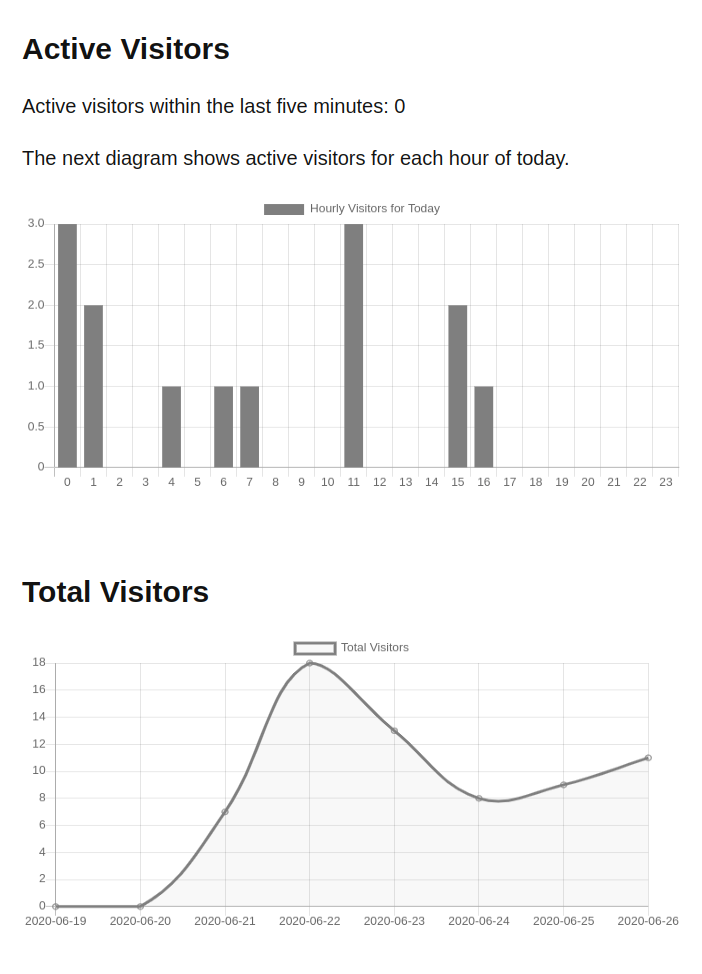 Active Visitors
Active visitors within the last five minutes: 0
The next diagram shows active visitors for each hour of today.
Hourly Visitors for Today
3.0
2.5
2.0
1.5
1.0
0.5
0
0 1 2 3 4 5 6 7 8 9 10 11 12 13 14 15 16 17 18 19 20 21 22 23
Total Visitors
Total Visitors
18
16
14
12
10
8
6
4
2
0
2020-06-19 2020-06-20 2020-06-21 2020-06-22 2020-06-23 2020-06-24 2020-06-25 2020-06-26